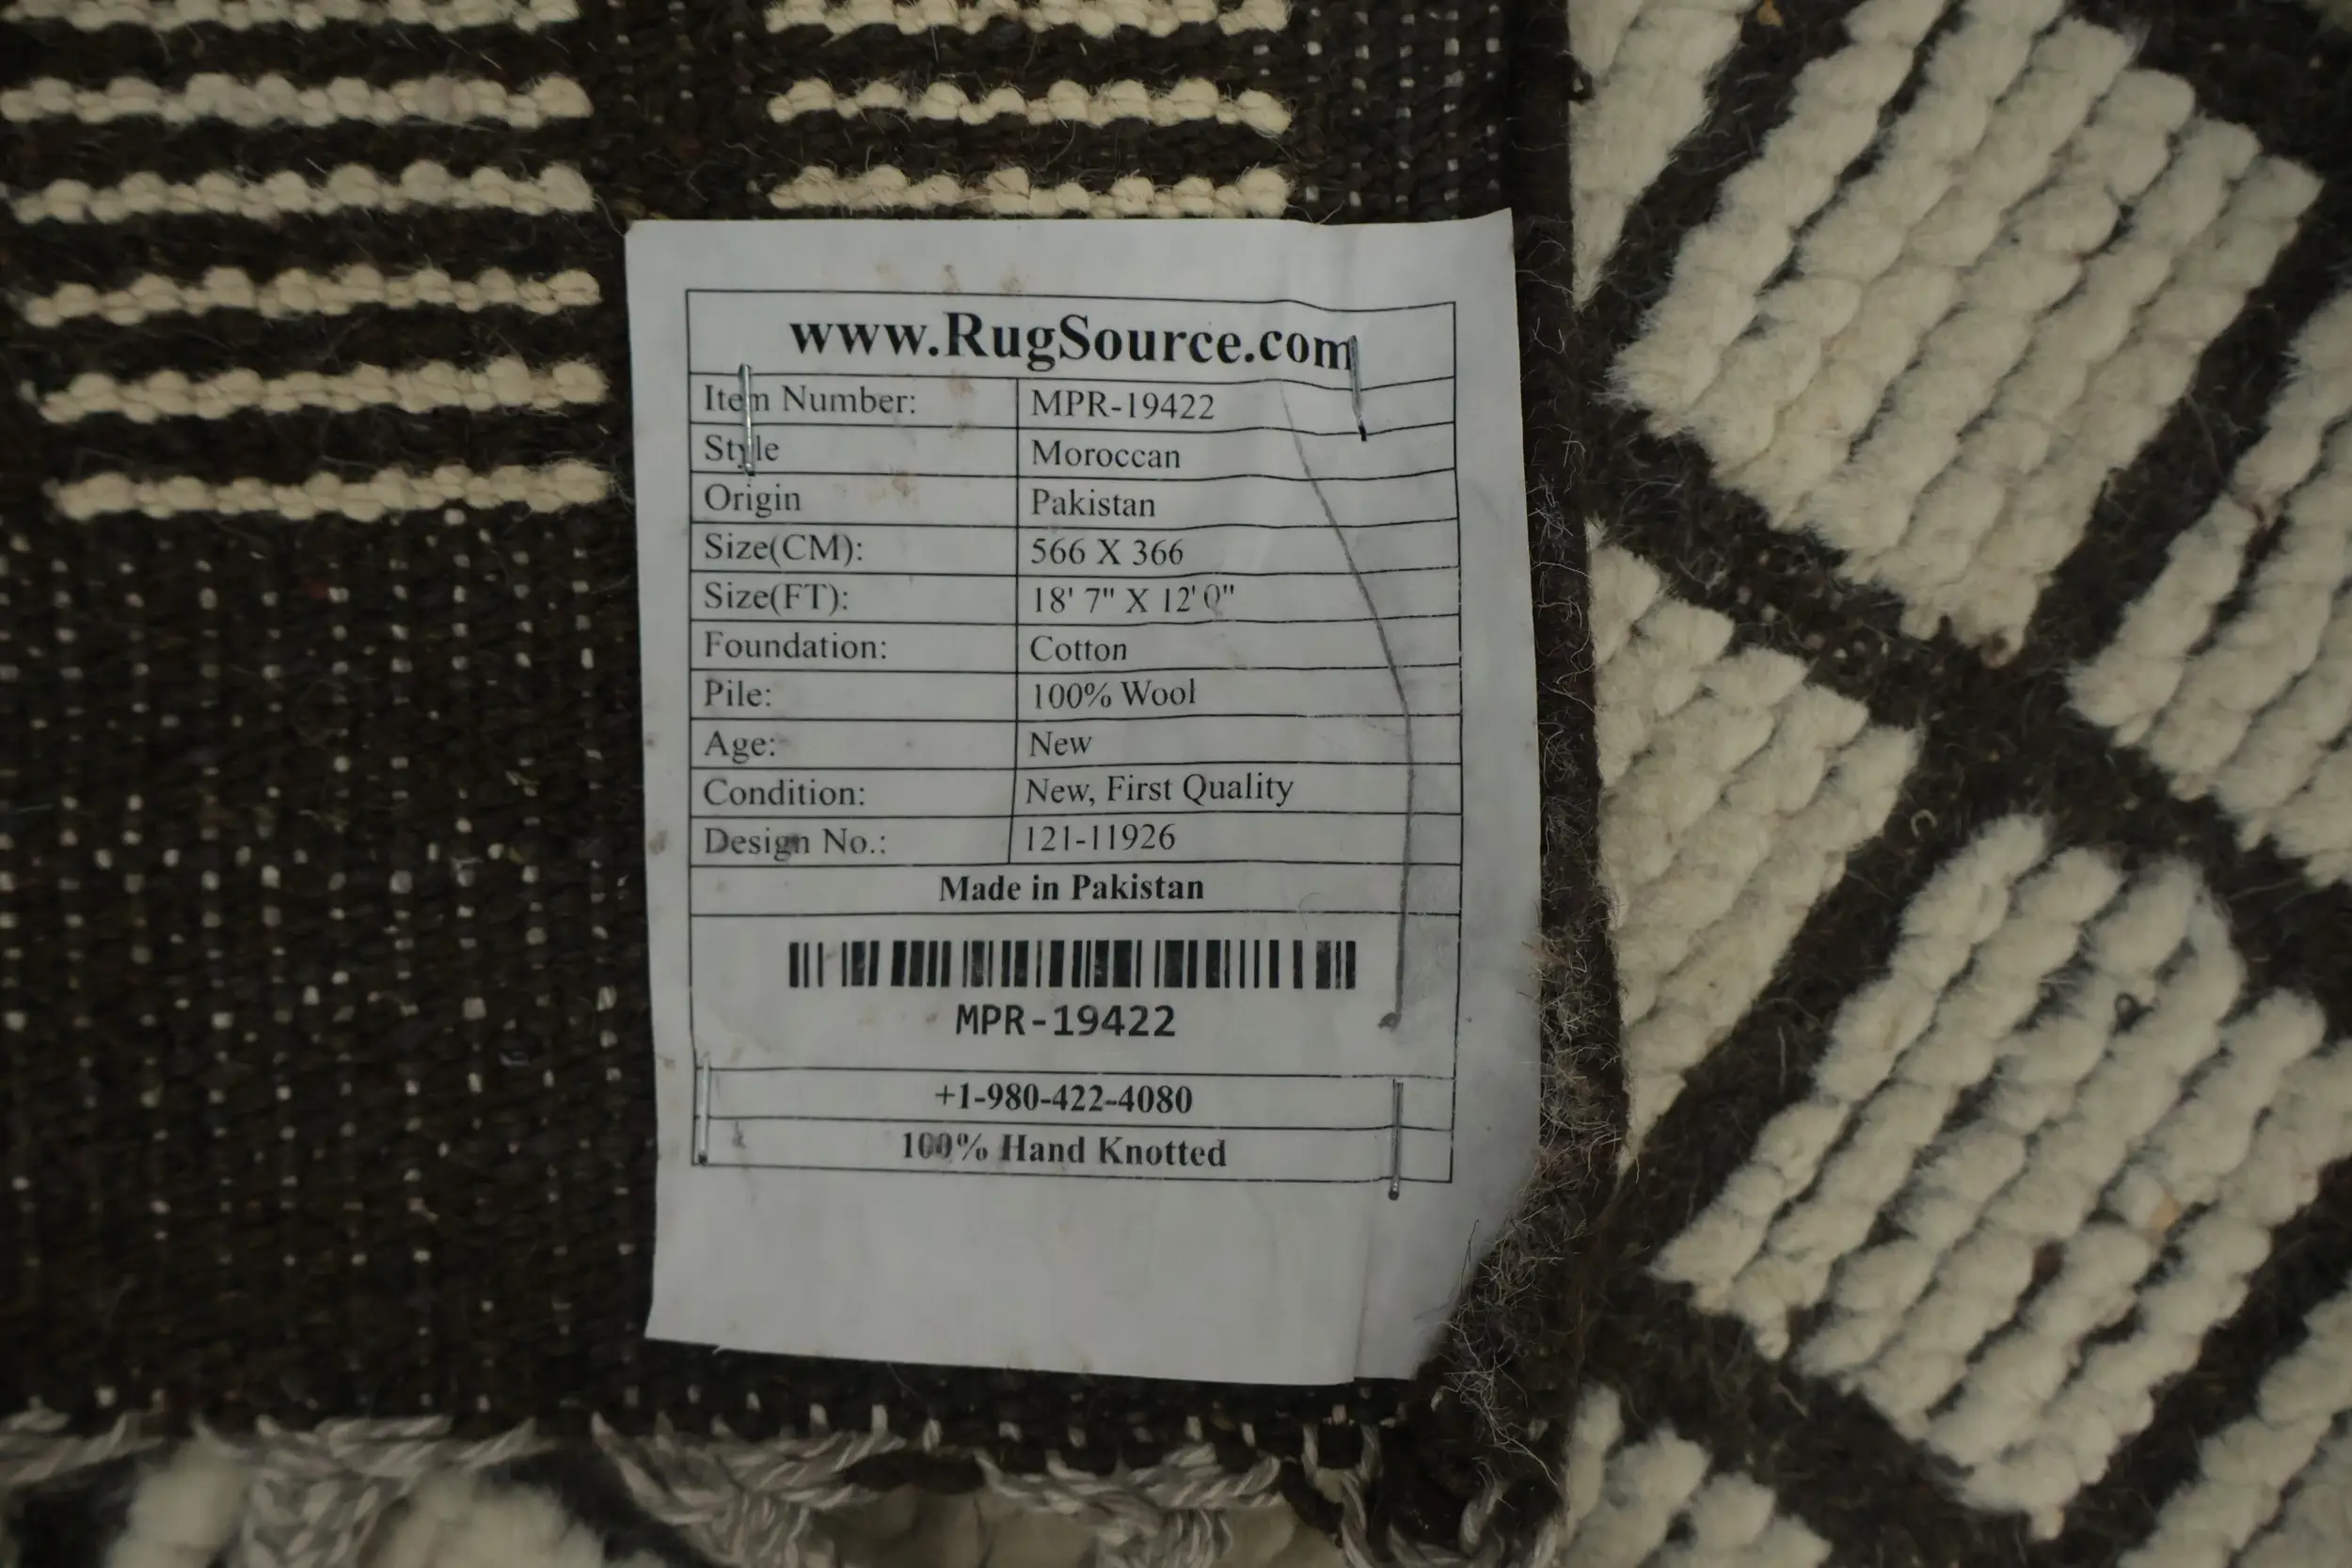 www.RugSource.com
Item Number: MPR-19422
Style Moroccan
Origin Pakistan
Size(CM): 566 X 366
Size(FT): 18' 7" X 12' 0"
Foundation: Cotton
Pile: 100% Wool
Age: New
Condition: New, First Quality
Design No.: 121-11926
Made in Pakistan
MPR-19422
+1-980-422-4080
100% Hand Knotted